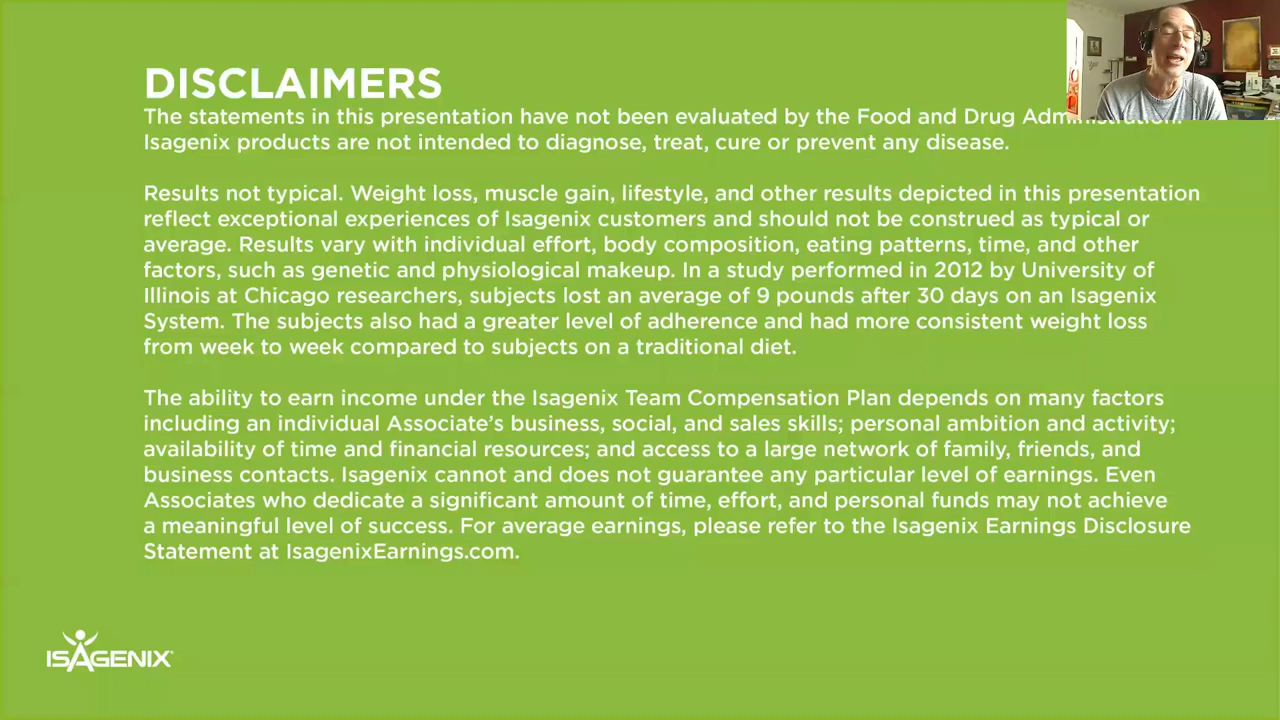 DISCLAIMERS
The statements in this presentation have not been evaluated by the Food and Drug Administration.
Isagenix products are not intended to diagnose, treat, cure or prevent any disease.
Results not typical. Weight loss, muscle gain, lifestyle, and other results depicted in this presentation
reflect exceptional experiences of Isagenix customers and should not be construed as typical or
average. Results vary with individual effort, body composition, eating patterns, time, and other
factors, such as genetic and physiological makeup. In a study performed in 2012 by University of
Illinois at Chicago researchers, subjects lost an average of 9 pounds after 30 days on an Isagenix
System. The subjects also had a greater level of adherence and had more consistent weight loss
from week to week compared to subjects on a traditional diet.
The ability to earn income under the Isagenix Team Compensation Plan depends on many factors
including an individual Associate’s business, social, and sales skills; personal ambition and activity;
availability of time and financial resources; and access to a large network of family, friends, and
business contacts. Isagenix cannot and does not guarantee any particular level of earnings. Even
Associates who dedicate a significant amount of time, effort, and personal funds may not achieve
a meaningful level of success. For average earnings, please refer to the Isagenix Earnings Disclosure
Statement at IsagenixEarnings.com.
ISAGENIX